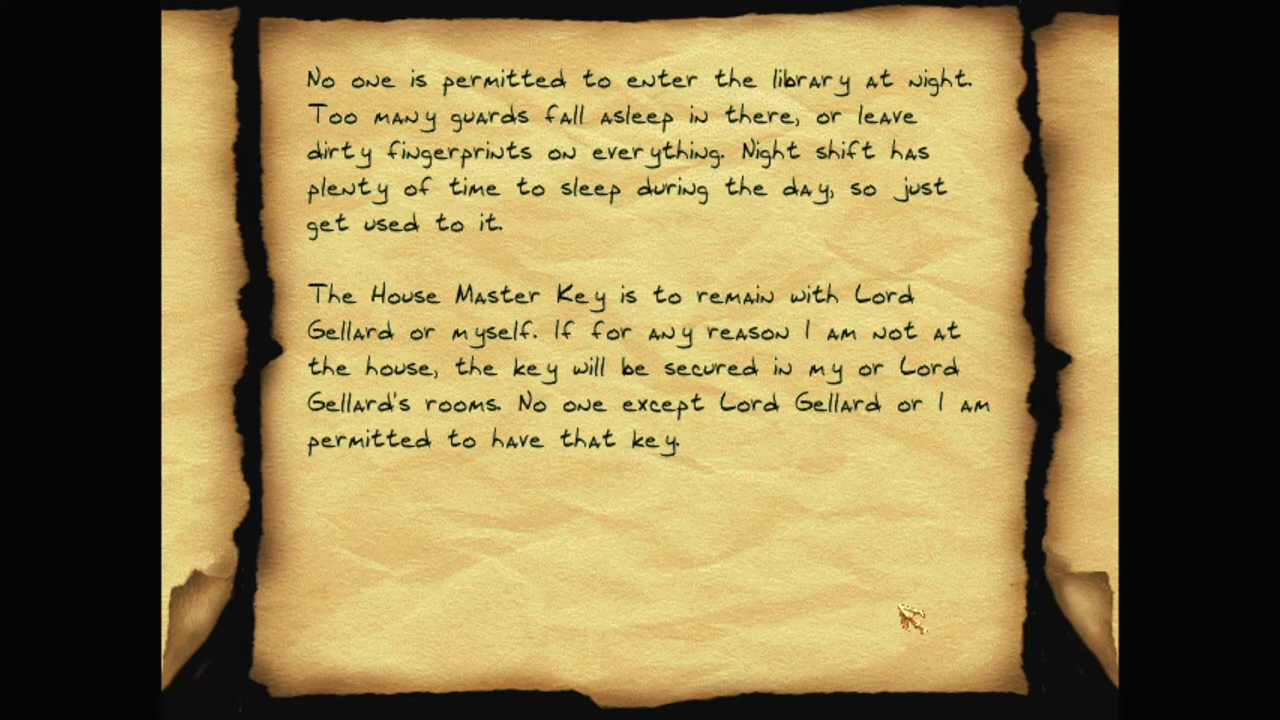 No one is permitted to enter the library at night.
Too many guards fall asleep in there, or leave
dirty fingerprints on everything. Night shift has
plenty of time to sleep during the day, so just
get used to it.
The House Master Key is to remain with Lord
Gellard or myself. If for any reason I am not at
the house, the key will be secured in my or Lord
Gellard's rooms. No one except Lord Gellard or I am
permitted to have that key.